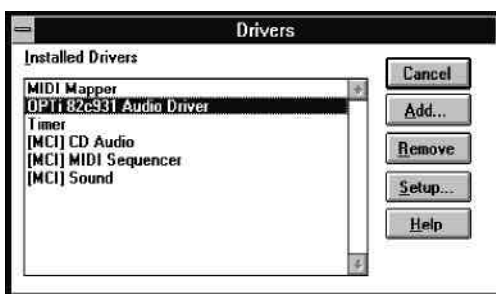 Drivers
Installed Drivers
MIDI Mapper
OPTi 82c931 Audio Driver
Timer
[MCI] CD Audio
[MCI] MIDI Sequencer
[MCI] Sound
Cancel
Add...
Remove
Setup...
Help